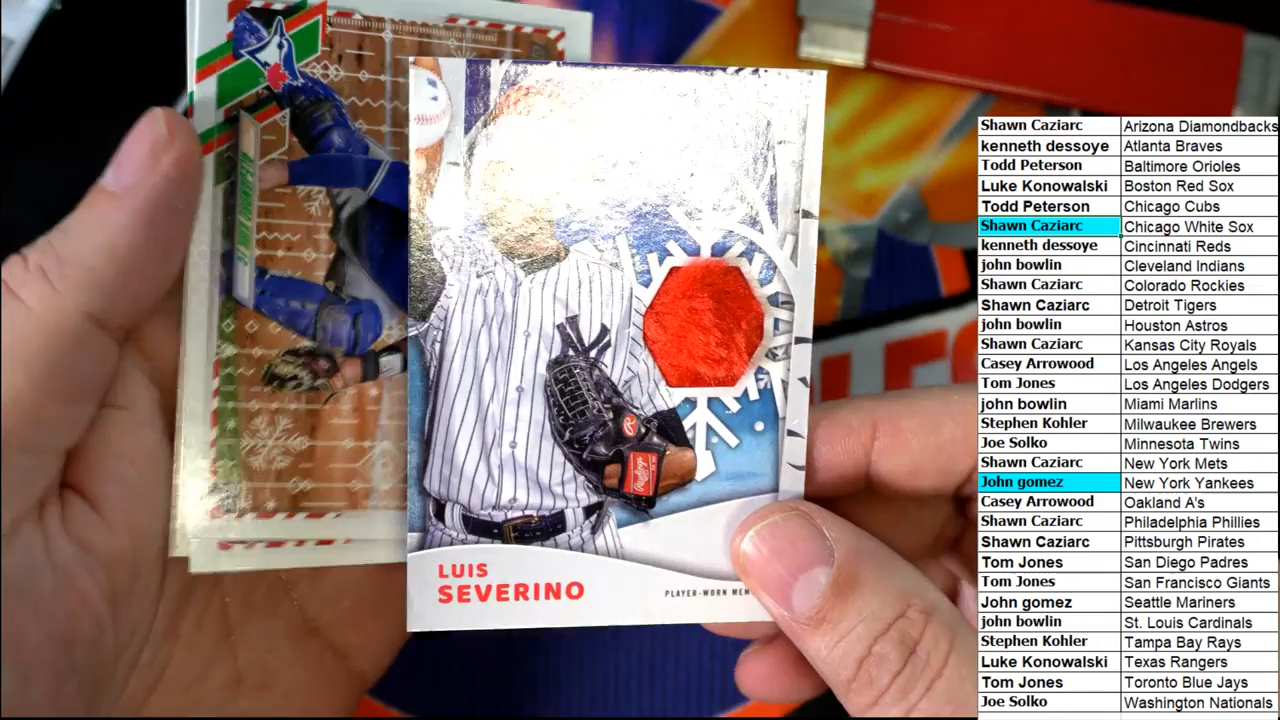 LUIS
SEVERINO
PLAYER-WORN MEM
Rawlings
Shawn Caziarc Arizona Diamondbacks
kenneth dessoye Atlanta Braves
Todd Peterson Baltimore Orioles
Luke Konowalski Boston Red Sox
Todd Peterson Chicago Cubs
Shawn Caziarc Chicago White Sox
kenneth dessoye Cincinnati Reds
john bowlin Cleveland Indians
Shawn Caziarc Colorado Rockies
Shawn Caziarc Detroit Tigers
john bowlin Houston Astros
Shawn Caziarc Kansas City Royals
Casey Arrowood Los Angeles Angels
Tom Jones Los Angeles Dodgers
john bowlin Miami Marlins
Stephen Kohler Milwaukee Brewers
Joe Solko Minnesota Twins
Shawn Caziarc New York Mets
John gomez New York Yankees
Casey Arrowood Oakland A's
Shawn Caziarc Philadelphia Phillies
Shawn Caziarc Pittsburgh Pirates
Tom Jones San Diego Padres
Tom Jones San Francisco Giants
John gomez Seattle Mariners
john bowlin St. Louis Cardinals
Stephen Kohler Tampa Bay Rays
Luke Konowalski Texas Rangers
Tom Jones Toronto Blue Jays
Joe Solko Washington Nationals